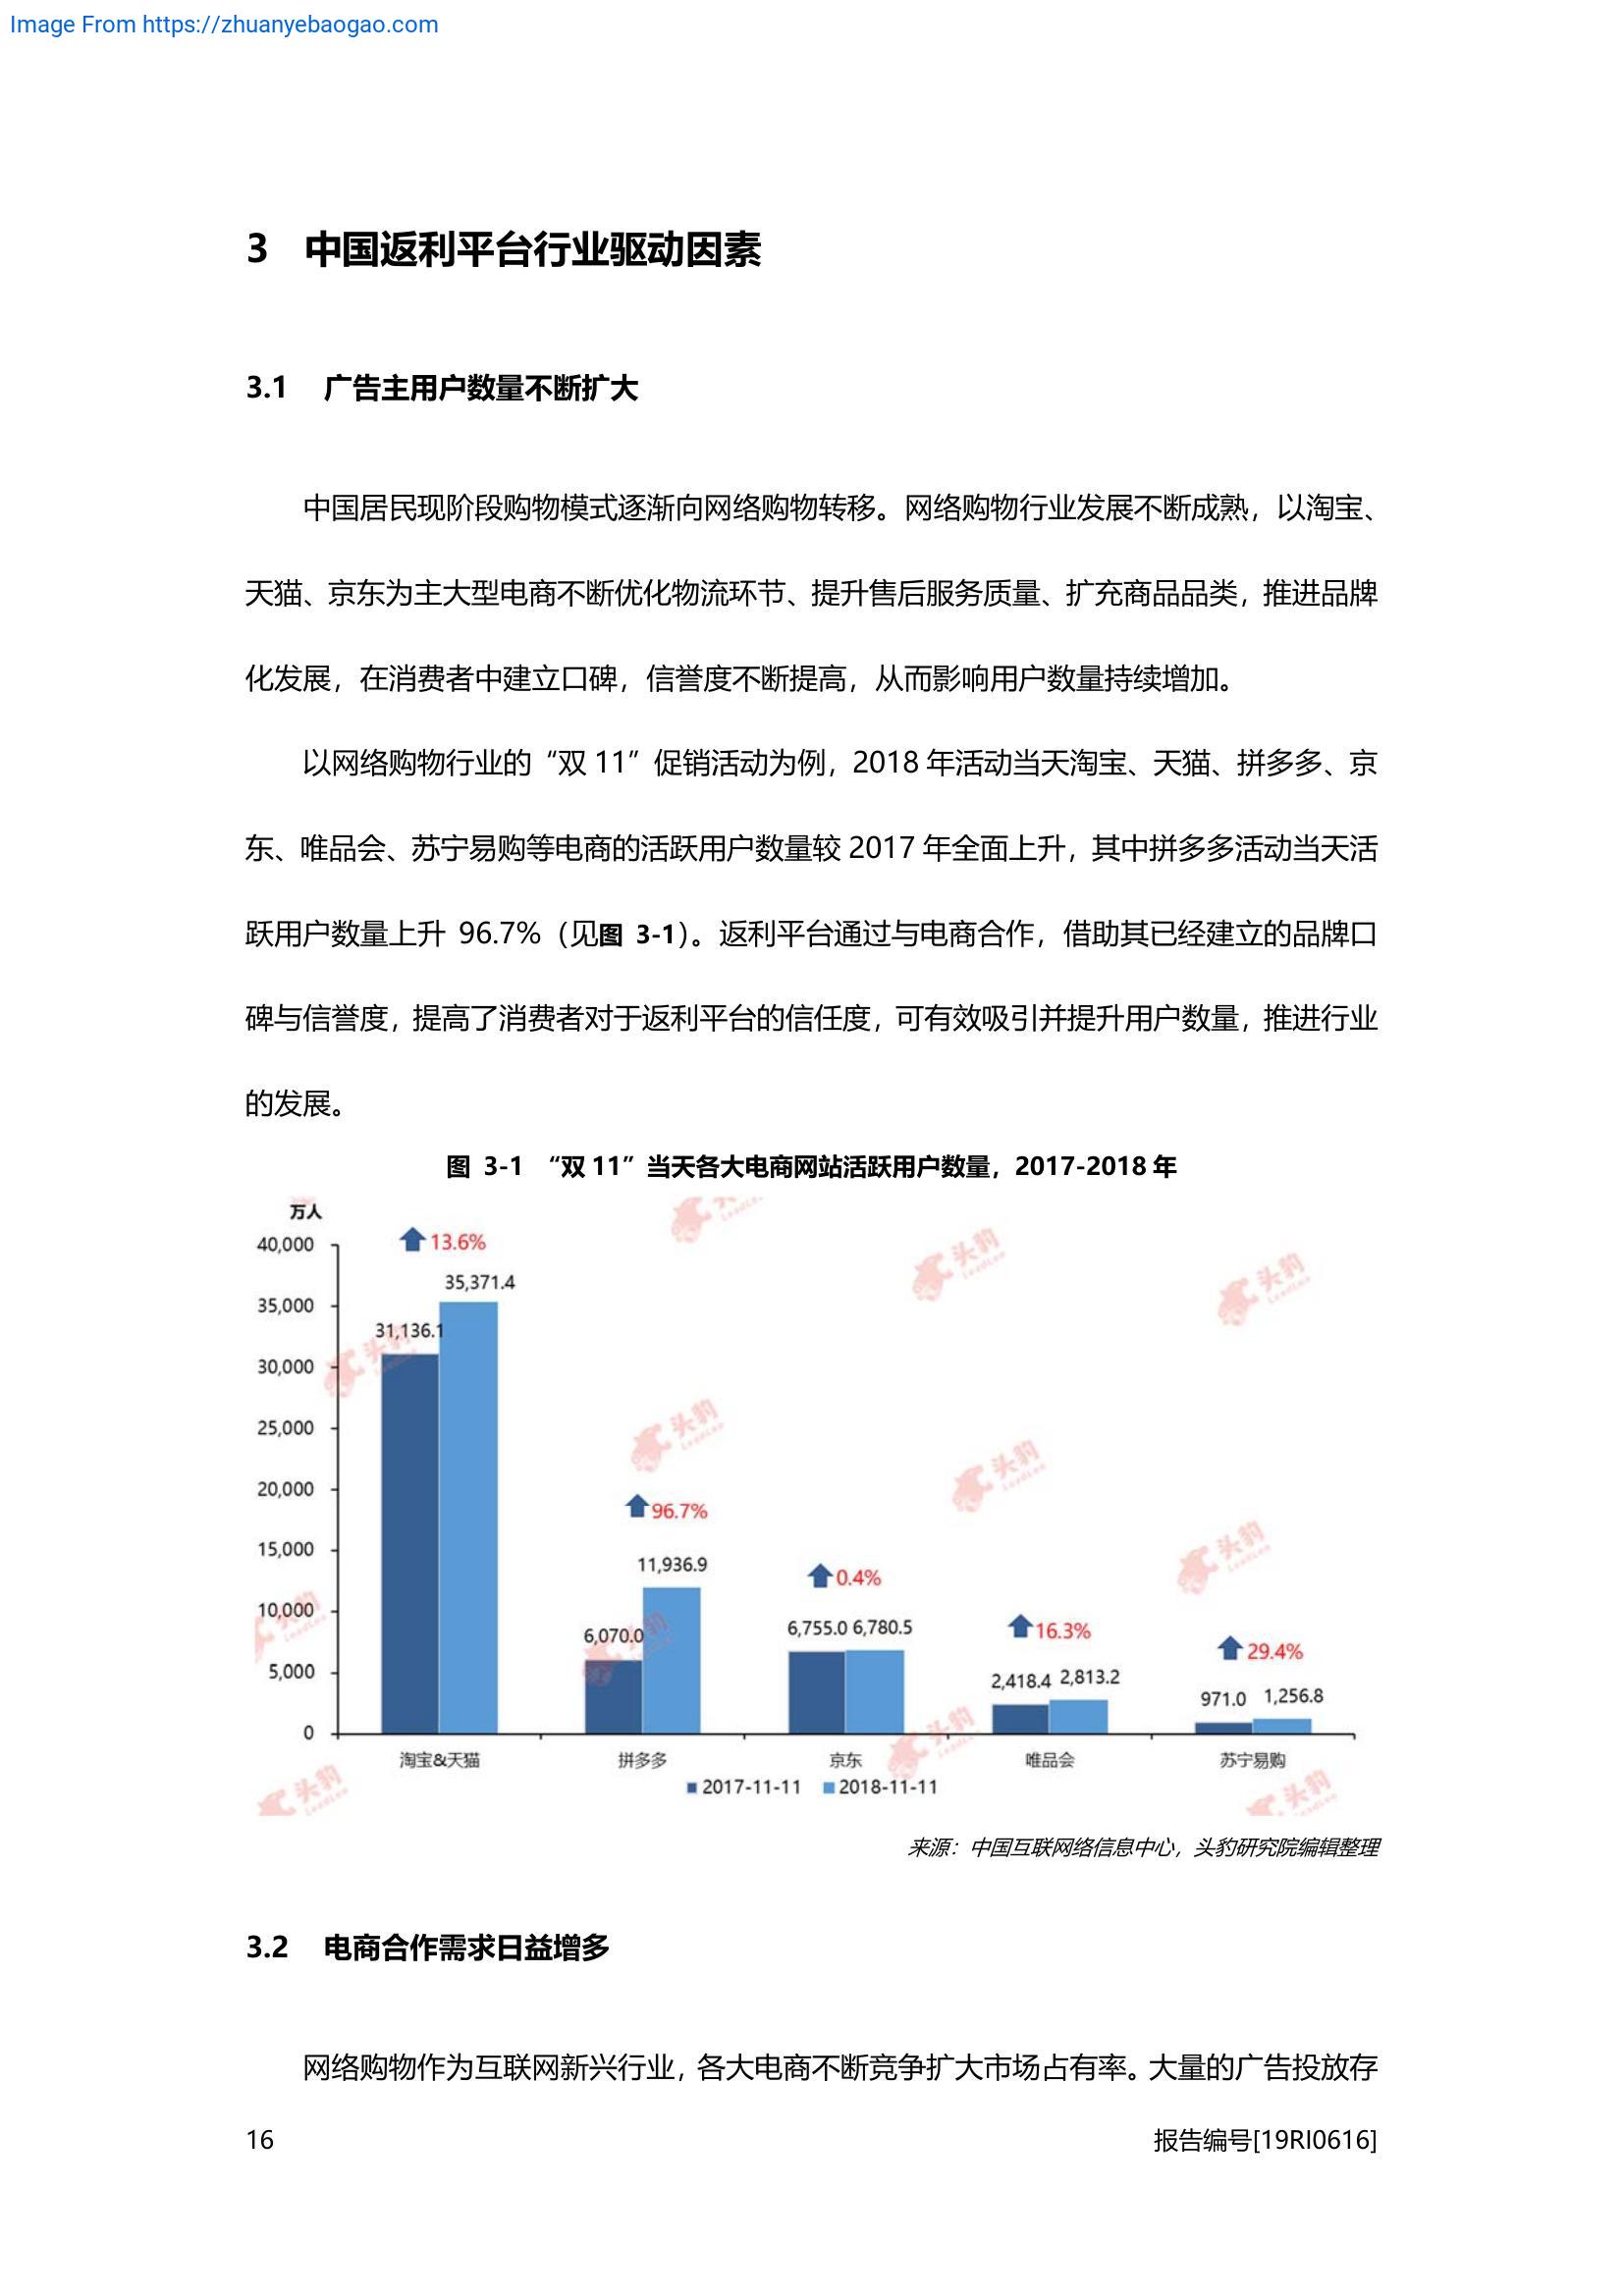 Image From https://zhuanyebaogao.com
3 中国返利平台行业驱动因素
3.1 广告主用户数量不断扩大
中国居民现阶段购物模式逐渐向网络购物转移。网络购物行业发展不断成熟，以淘宝、
天猫、京东为主大型电商不断优化物流环节、提升售后服务质量、扩充商品品类，推进品牌
化发展，在消费者中建立口碑，信誉度不断提高，从而影响用户数量持续增加。
以网络购物行业的“双 11”促销活动为例，2018 年活动当天淘宝、天猫、拼多多、京
东、唯品会、苏宁易购等电商的活跃用户数量较 2017 年全面上升，其中拼多多活动当天活
跃用户数量上升 96.7%（见图 3-1）。返利平台通过与电商合作，借助其已经建立的品牌口
碑与信誉度，提高了消费者对于返利平台的信任度，可有效吸引并提升用户数量，推进行业
的发展。
图 3-1 “双 11”当天各大电商网站活跃用户数量，2017-2018 年
万人
40,000
35,000
30,000
25,000
20,000
15,000
10,000
5,000
0
13.6%
31,136.1
35,371.4
96.7%
6,070.0
11,936.9
0.4%
6,755.0 6,780.5
16.3%
2,418.4 2,813.2
29.4%
971.0 1,256.8
淘宝&天猫 拼多多 京东 唯品会 苏宁易购
2017-11-11 2018-11-11
头豹
LeadLeo
来源：中国互联网络信息中心，头豹研究院编辑整理
3.2 电商合作需求日益增多
网络购物作为互联网新兴行业，各大电商不断竞争扩大市场占有率。大量的广告投放存
16 报告编号[19RI0616]